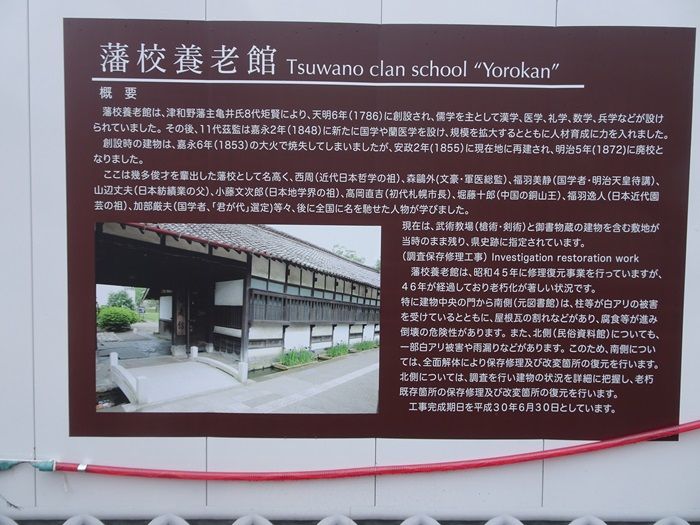 藩校養老館 Tsuwano clan school “Yorokan”
概 要
藩校養老館は、津和野藩主亀井氏8代矩賢により、天明6年(1786)に創設され、儒学を主として漢学、医学、礼学、数学、兵学などが設け
られていました。その後、11代茲監は嘉永2年(1848)に新たに国学や蘭医学を設け、規模を拡大するとともに人材育成に力を入れました。
創設時の建物は、嘉永6年(1853)の大火で焼失してしまいましたが、安政2年(1855)に現在地に再建され、明治5年(1872)に廃校と
なりました。
ここは幾多俊才を輩出した藩校として名高く、西周(近代日本哲学の祖)、森鷗外(文豪・軍医総監)、福羽美静(国学者・明治天皇待講)、
山辺丈夫(日本紡績業の父)、小藤文次郎(日本地学界の祖)、高岡直吉(初代札幌市長)、堀藤十郎(中国の銅山王)、福羽逸人(日本近代園
芸の祖)、加部厳夫(国学者、「君が代」選定)等々、後に全国に名を馳せた人物が学びました。
現在は、武術教場(槍術・剣術)と御書物蔵の建物を含む敷地が
当時のまま残り、県史跡に指定されています。
(調査保存修理工事) Investigation restoration work
藩校養老館は、昭和45年に修理復元事業を行っていますが、
46年が経過しており老朽化が著しい状況です。
特に建物中央の門から南側(元図書館)は、柱等が白アリの被害
を受けているとともに、屋根瓦の割れなどがあり、腐食等が進み
倒壊の危険性があります。また、北側(民俗資料館)についても、
一部白アリ被害や雨漏りなどがあります。このため、南側につい
ては、全面解体により保存修理及び改変箇所の復元を行います。
北側については、調査を行い建物の状況を詳細に把握し、老朽
既存箇所の保存修理及び改変箇所の復元を行います。
工事完成期日を平成30年6月30日としています。